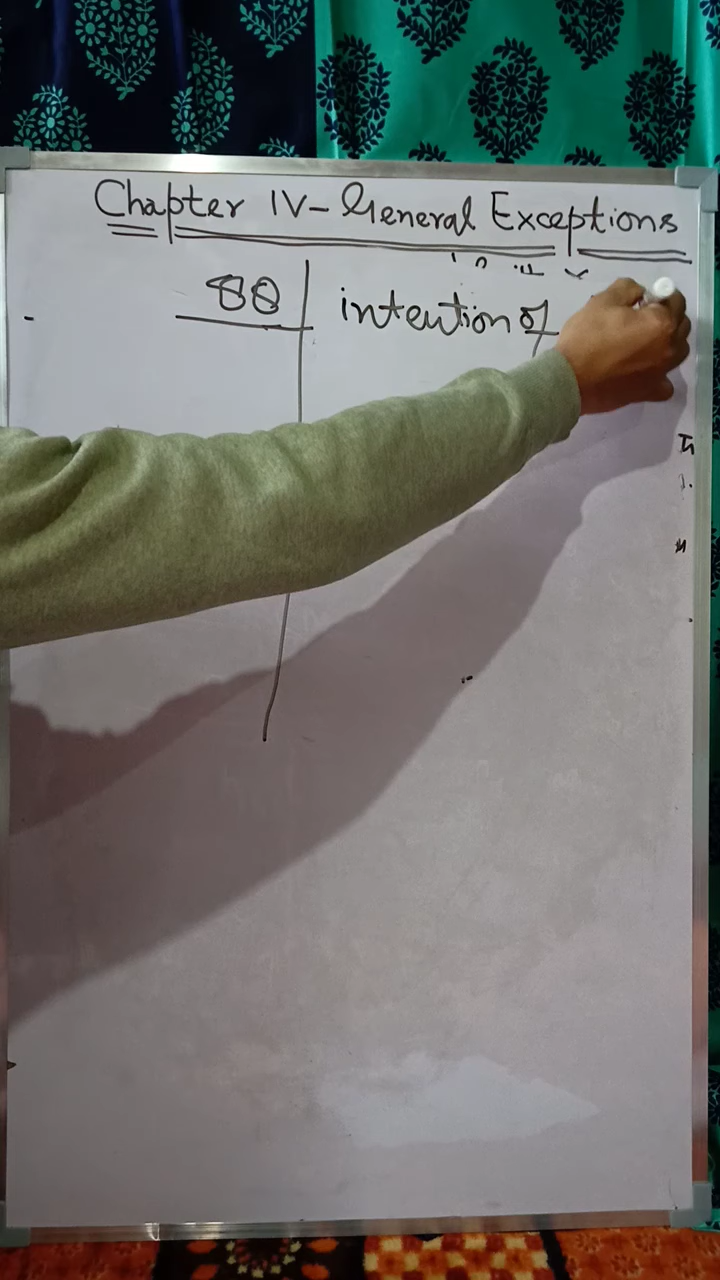 Chapter IV- General Exceptions
88 intention of